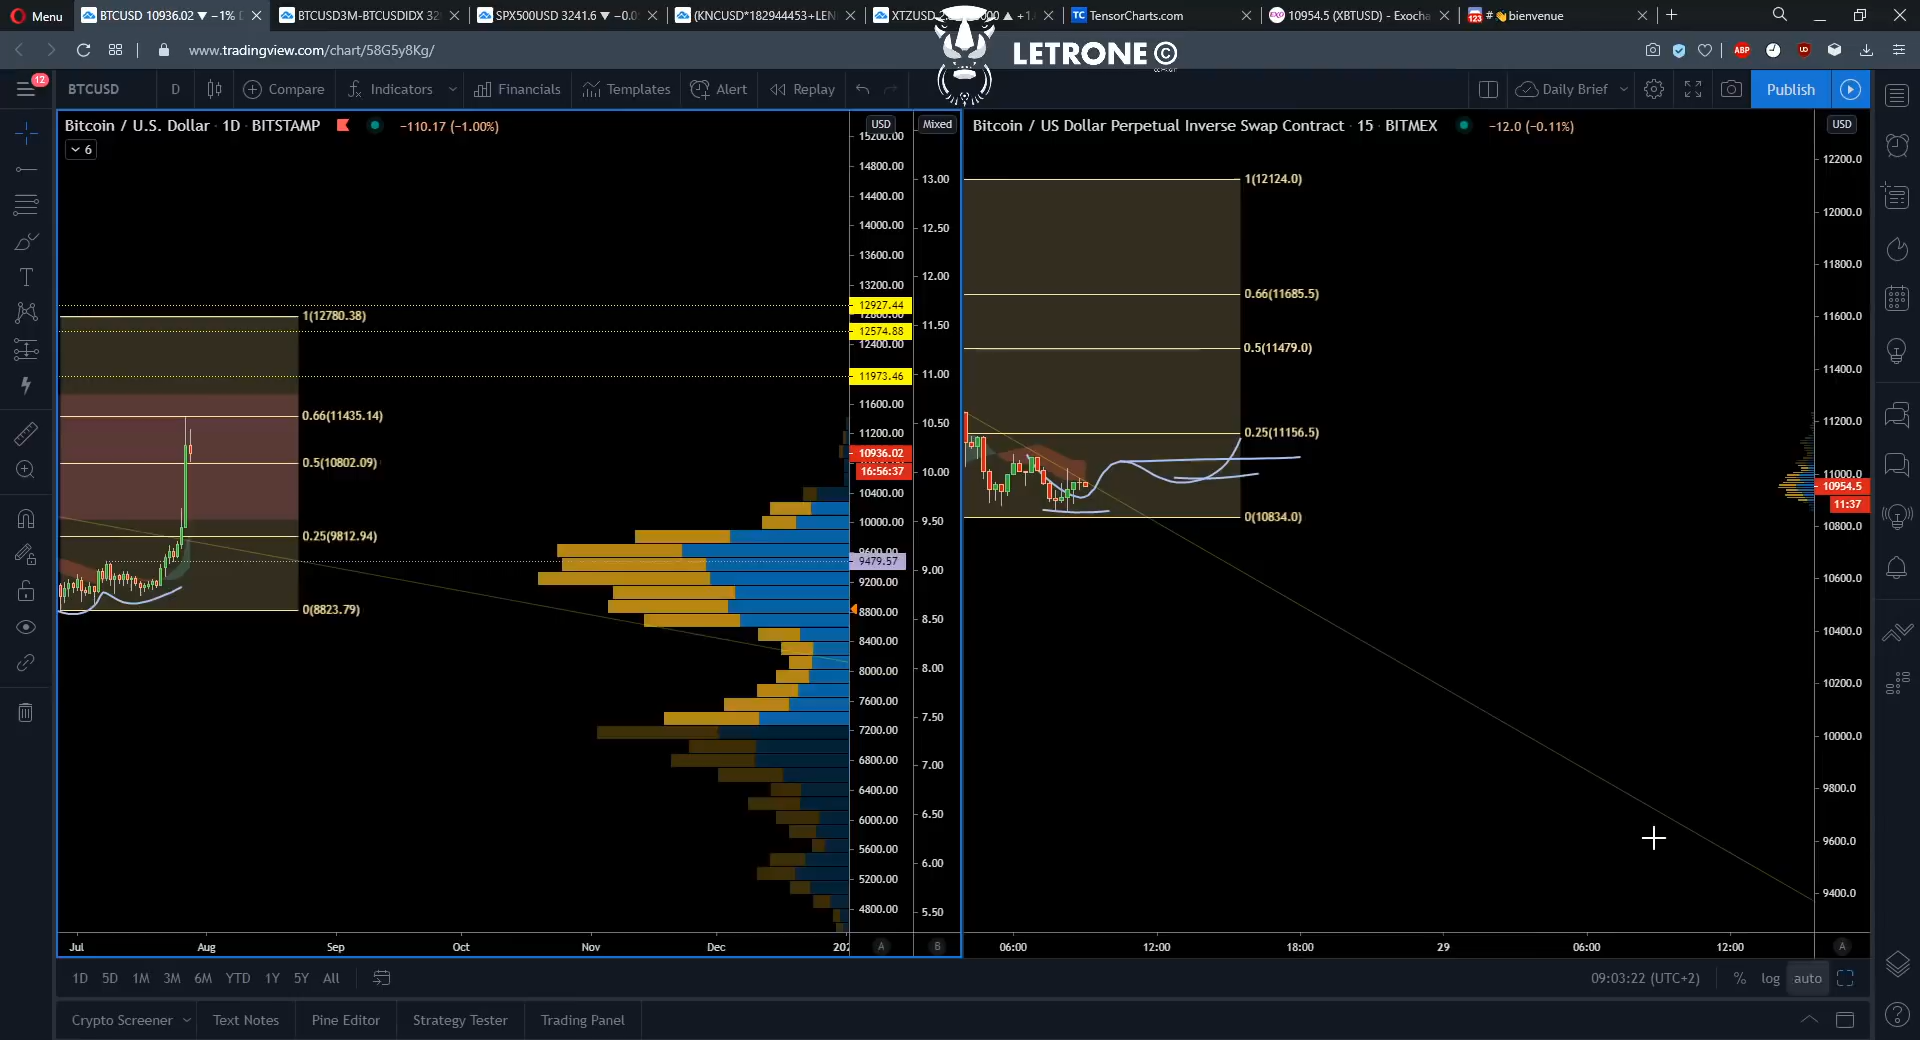 Menu
BTCUSD 10936.02 ▼ −1%
BTCUSD3M-BTCUSDIDX
SPX500USD 3241.6 ▼
(KNCUSD*182944453+LEN
XTZUSD
TC TensorCharts.com
EXO 10954.5 (XBTUSD) - Exocha
123 # 👋 bienvenue
www.tradingview.com/chart/58G5y8Kg/
LETRONE ©
ABP
12
BTCUSD
D
Compare
Indicators
Financials
Templates
Alert
Replay
Daily Brief
Publish
Bitcoin / U.S. Dollar · 1D · BITSTAMP
−110.17 (−1.00%)
6
USD
Mixed
15200.00
14800.00
14400.00
14000.00
13600.00
13200.00
12927.44
12800.00
12574.88
12400.00
11973.46
11600.00
11200.00
10936.02
16:56:37
10400.00
10000.00
9600.00
9479.57
9200.00
8800.00
8400.00
8000.00
7600.00
7200.00
6800.00
6400.00
6000.00
5600.00
5200.00
4800.00
13.00
12.50
12.00
11.50
11.00
10.50
10.00
9.50
9.00
8.50
8.00
7.50
7.00
6.50
6.00
5.50
1(12780.38)
0.66(11435.14)
0.5(10802.09)
0.25(9812.94)
0(8823.79)
Jul
Aug
Sep
Oct
Nov
Dec
202
A
B
Bitcoin / US Dollar Perpetual Inverse Swap Contract · 15 · BITMEX
−12.0 (−0.11%)
USD
1(12124.0)
0.66(11685.5)
0.5(11479.0)
0.25(11156.5)
0(10834.0)
12200.0
12000.0
11800.0
11600.0
11400.0
11200.0
11000.0
10954.5
11:37
10800.0
10600.0
10400.0
10200.0
10000.0
9800.0
9600.0
9400.0
06:00
12:00
18:00
29
06:00
12:00
A
1D
5D
1M
3M
6M
YTD
1Y
5Y
All
09:03:22 (UTC+2)
%
log
auto
Crypto Screener
Text Notes
Pine Editor
Strategy Tester
Trading Panel